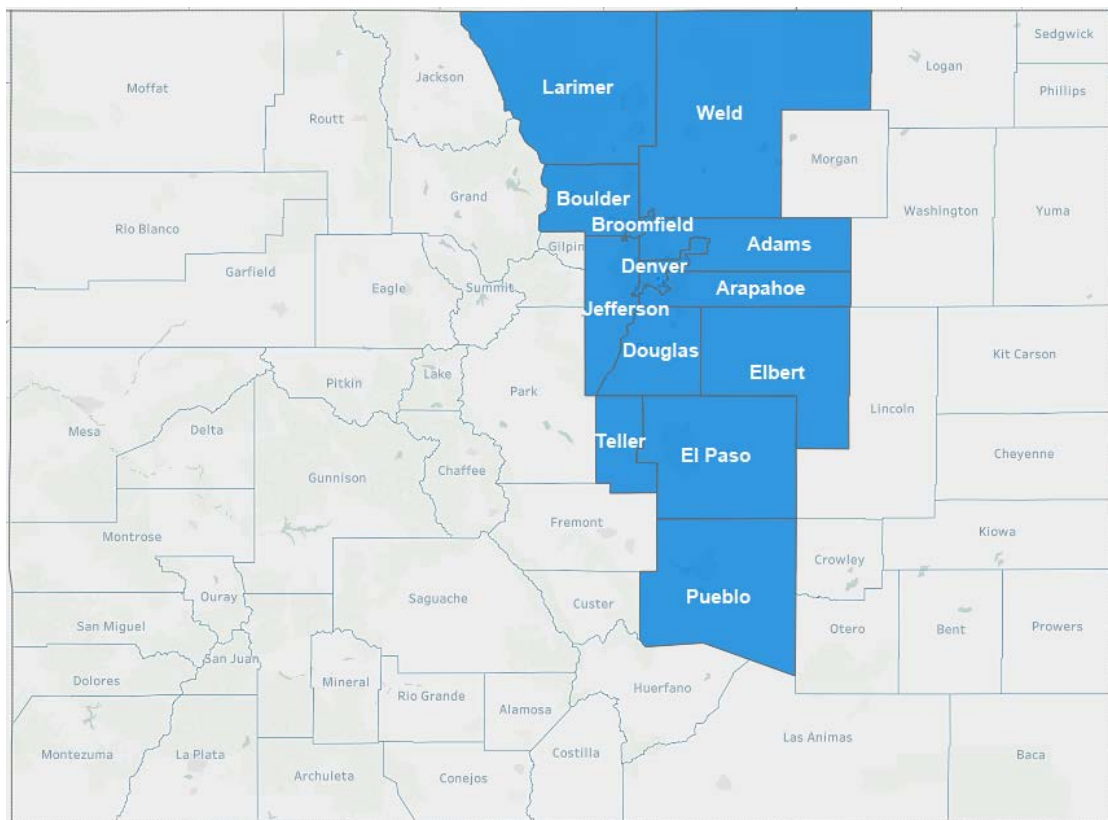 Sedgwick
Logan
Jackson
Moffat
Larimer
Phillips
Routt
Weld
Morgan
Grand
Boulder
Washington
Yuma
Rio Blanco
Broomfield
Gilpin
Adams
Garfield
Denver
Eagle
Summit
Arapahoe
Jefferson
Douglas
Kit Carson
Elbert
Lake
Pitkin
Park
Lincoln
Mesa
Delta
Teller
El Paso
Cheyenne
Chaffee
Gunnison
Fremont
Kiowa
Montrose
Crowley
Ouray
Pueblo
Saguache
Custer
San Miguel
Otero
Bent
Prowers
San Juan
Dolores
Mineral
Rio Grande
Huerfano
Alamosa
Las Animas
Montezuma
La Plata
Costilla
Baca
Archuleta
Conejos